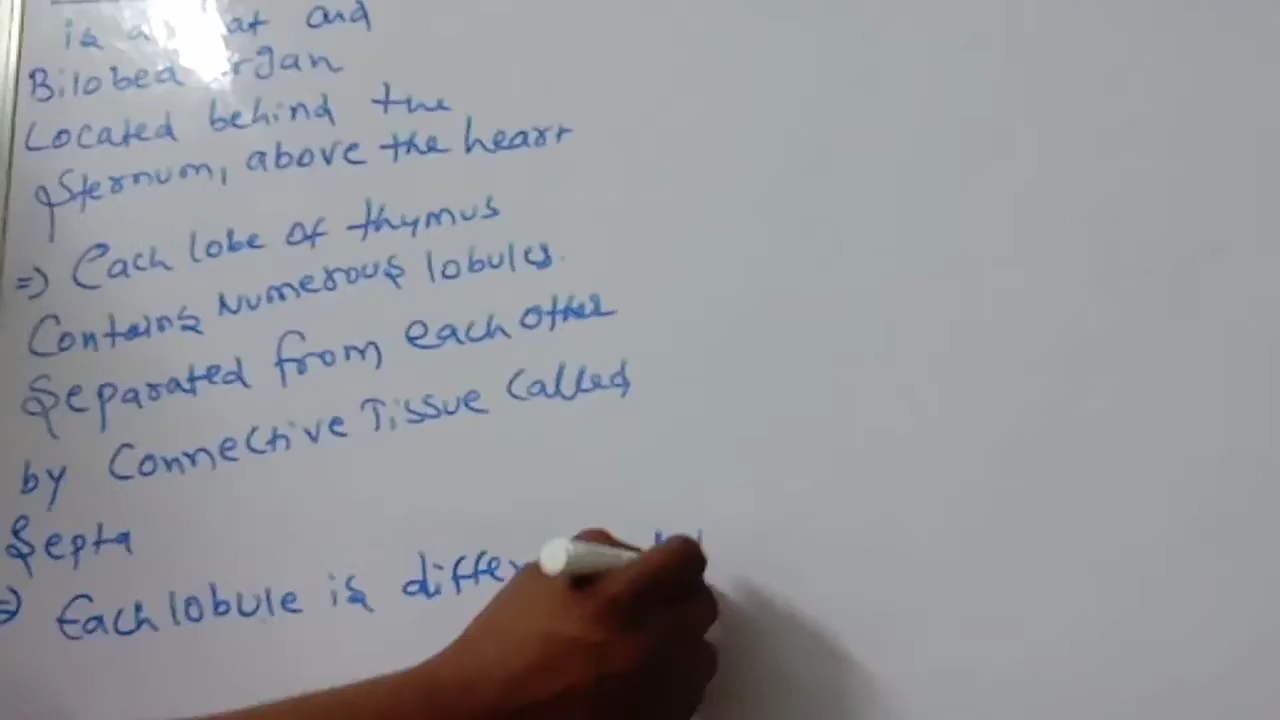 is a at and
Bilobed organ
Located behind the
Sternum, above the heart
=) Each lobe of thymus
Contains Numerous lobules.
Separated from each other
by Connective Tissue Called
Septa
=) Each lobule is differ